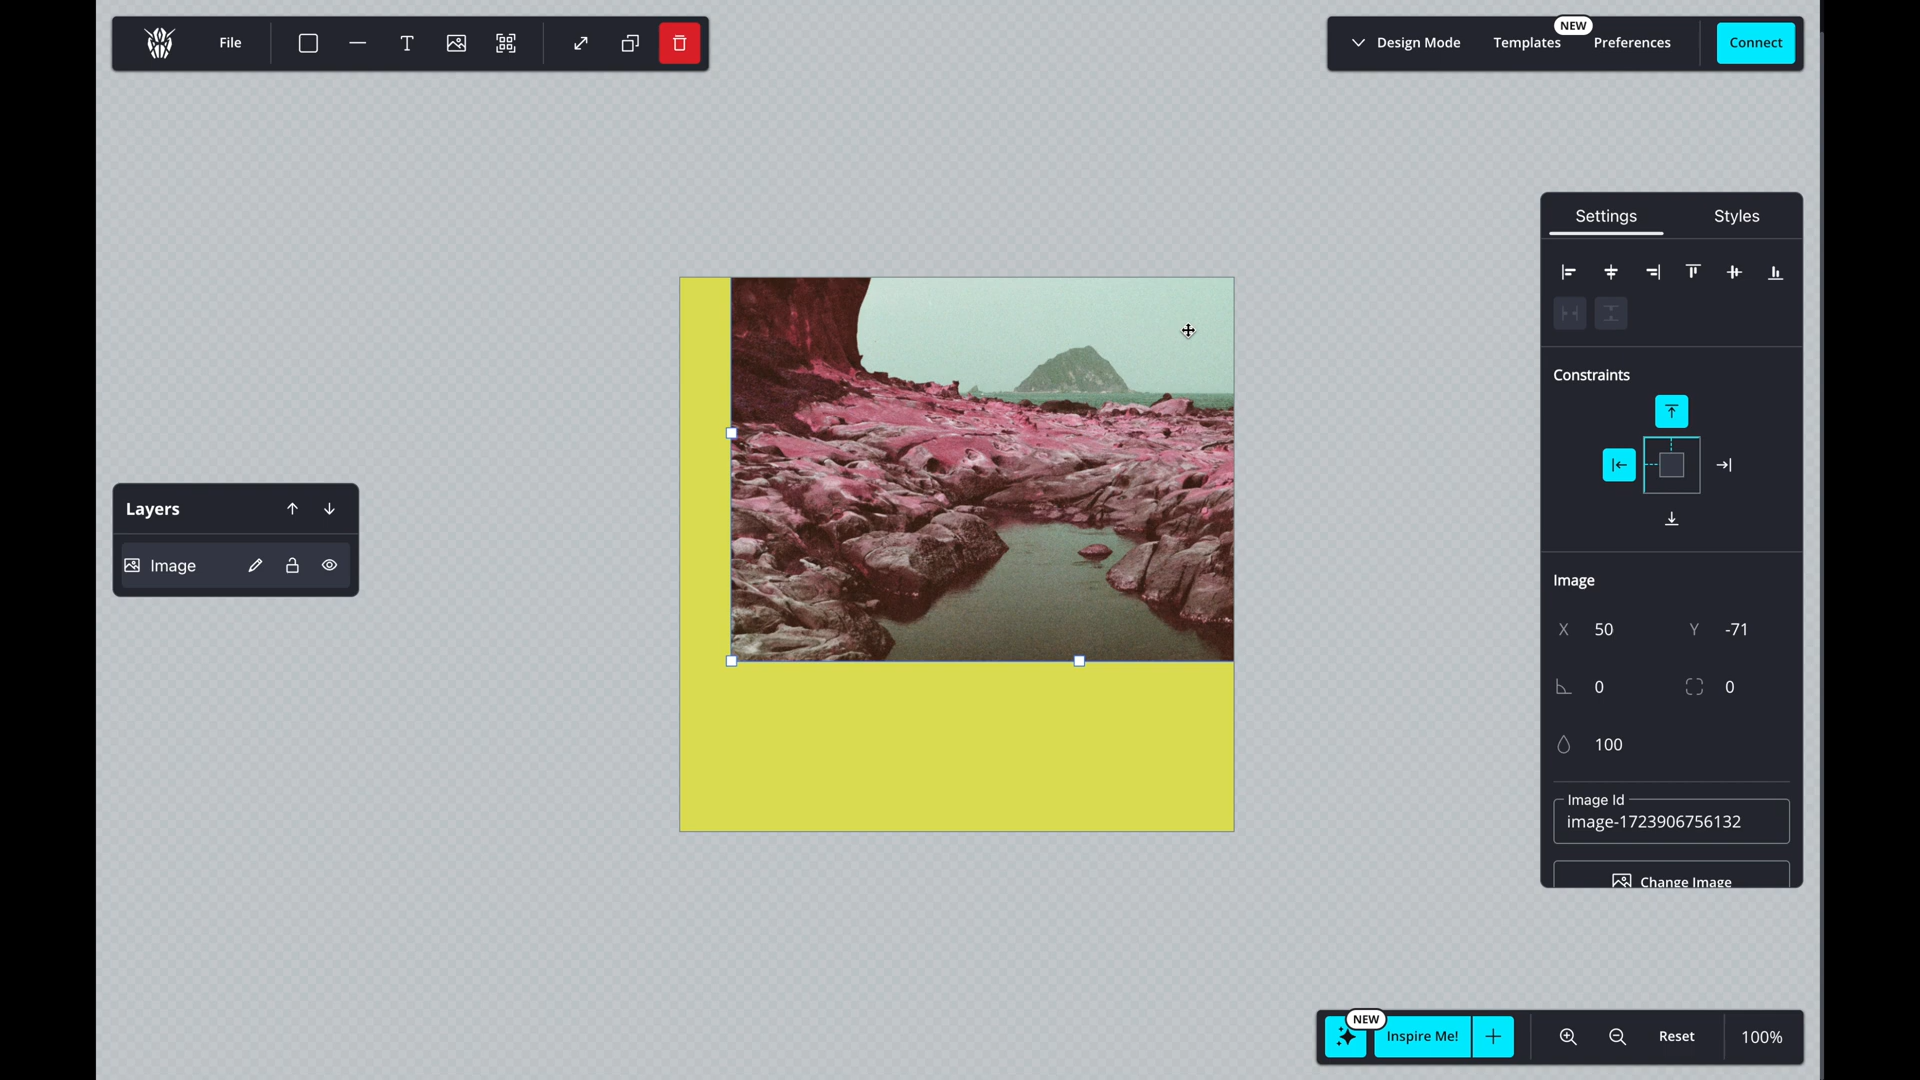 File
Design Mode
Templates
NEW
Preferences
Connect
Settings
Styles
Constraints
Layers
Image
Image
X 50
Y -71
0
0
100
Image Id
image-1723906756132
Change Image
NEW
Inspire Me!
Reset
100%